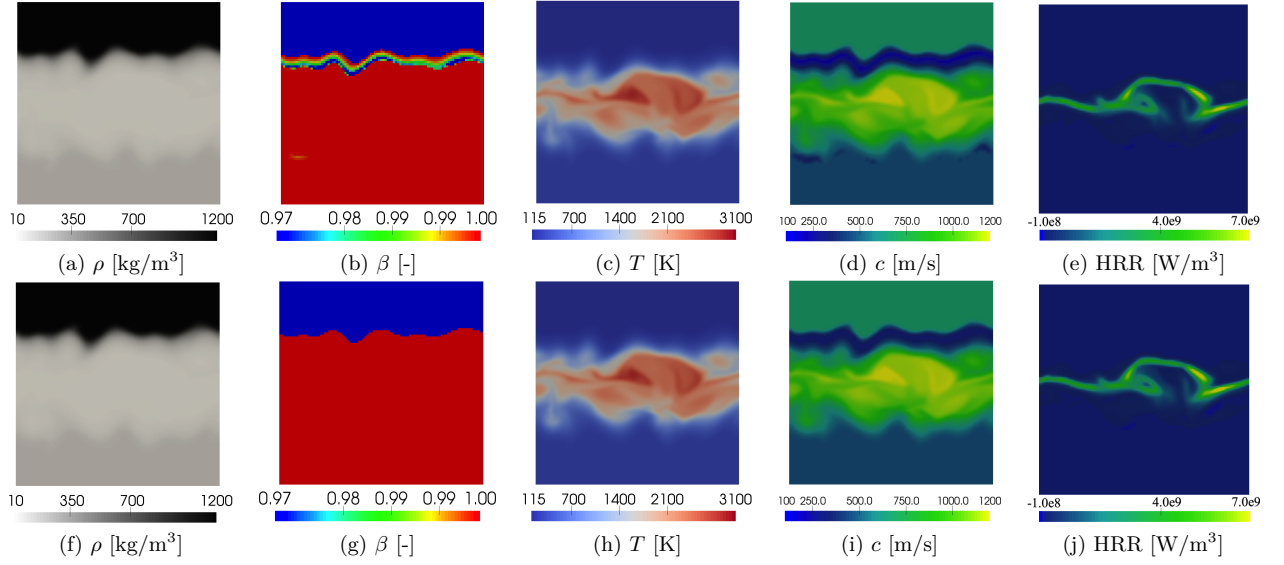 10 350 700 1200
0.97 0.98 0.99 0.99 1.00
115 700 1400 2100 3100
100 250.0 500.0 750.0 1000.0 1200
-1.0e8 4.0e9 7.0e9
(a) ρ [kg/m³]
(b) β [-]
(c) T [K]
(d) c [m/s]
(e) HRR [W/m³]
10 350 700 1200
0.97 0.98 0.99 0.99 1.00
115 700 1400 2100 3100
100 250.0 500.0 750.0 1000.0 1200
-1.0e8 4.0e9 7.0e9
(f) ρ [kg/m³]
(g) β [-]
(h) T [K]
(i) c [m/s]
(j) HRR [W/m³]